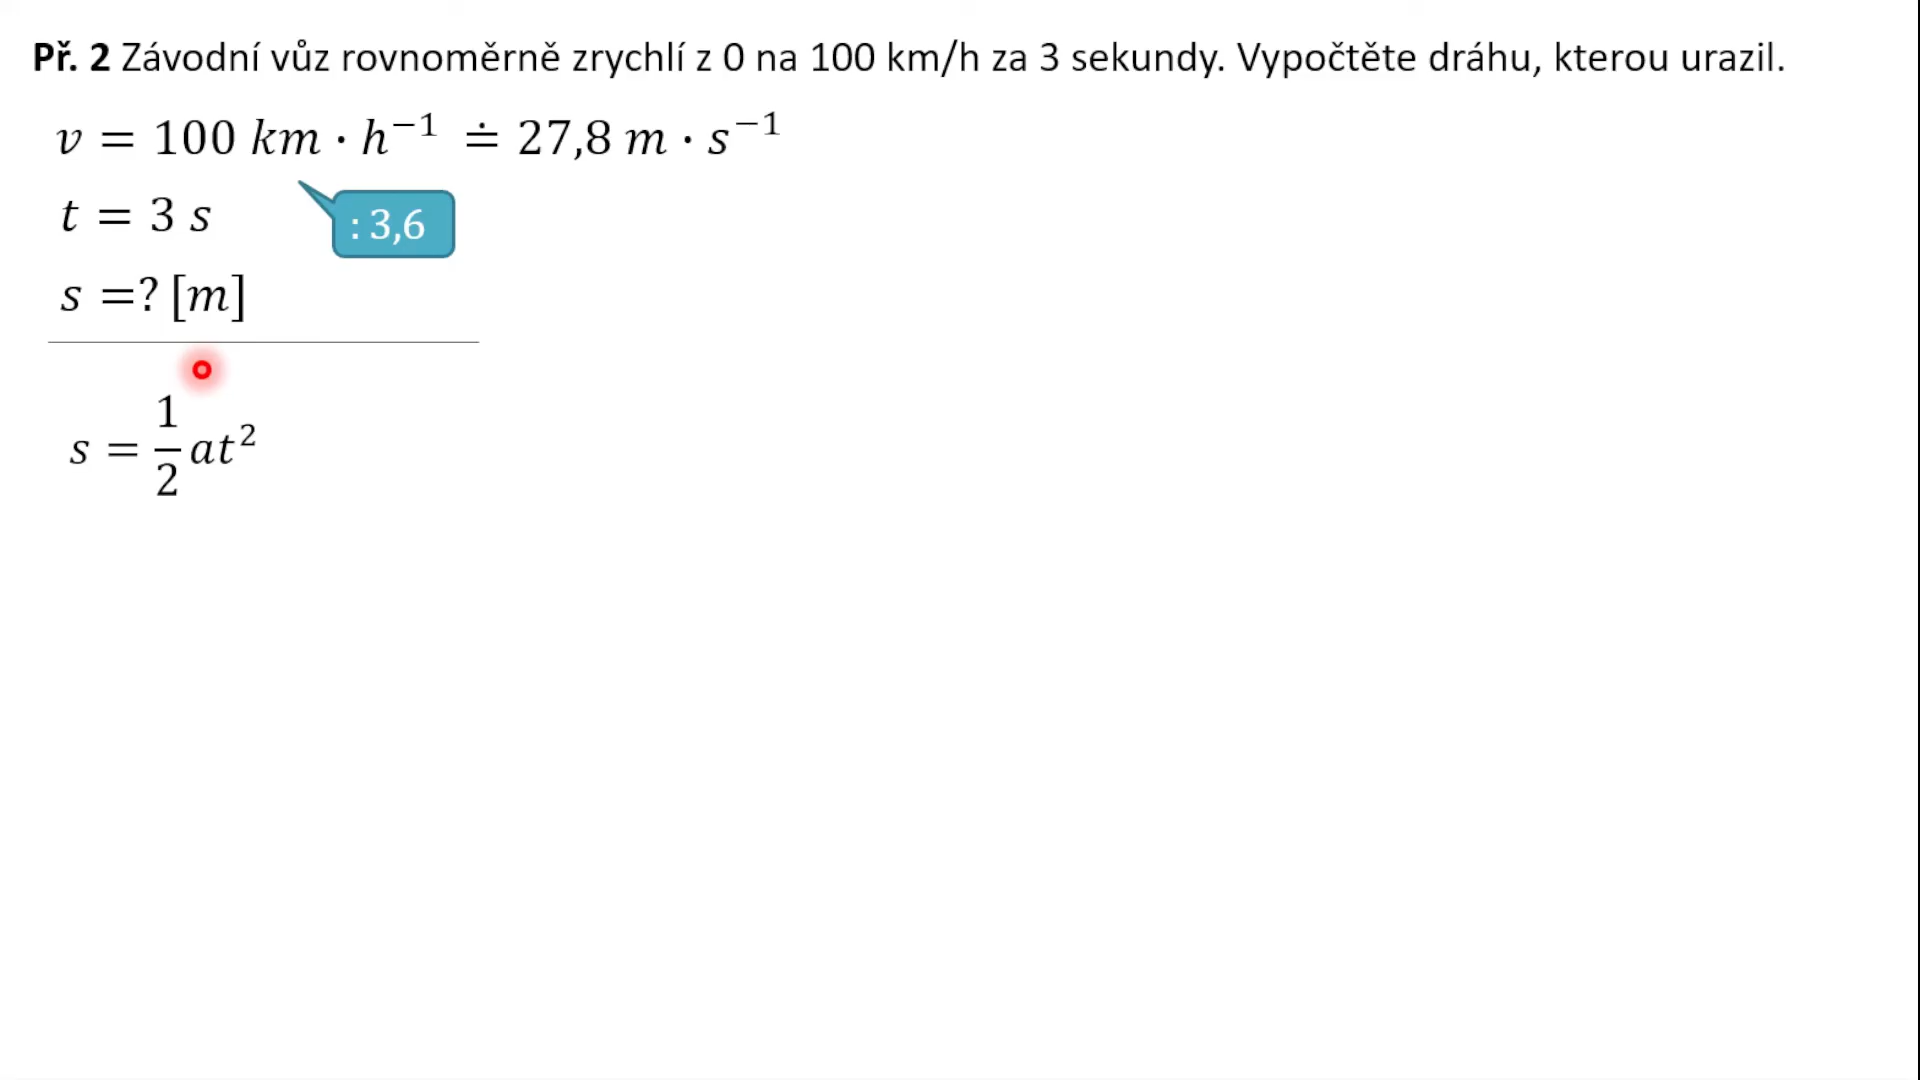 Př. 2 Závodní vůz rovnoměrně zrychlí z 0 na 100 km/h za 3 sekundy. Vypočtěte dráhu, kterou urazil.
v = 100 km · h⁻¹ ≐ 27,8 m · s⁻¹
t = 3 s
: 3,6
s =? [m]
s = 1/2 at²